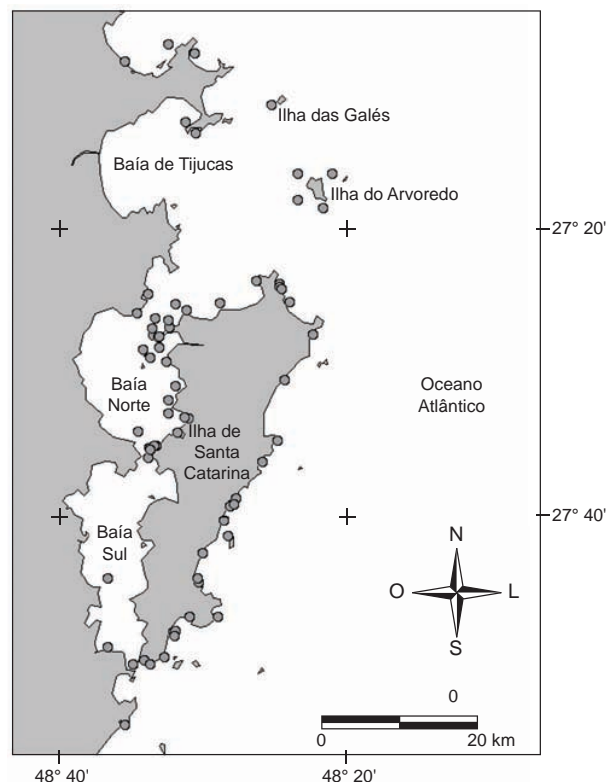 Ilha das Galés
Baía de Tijucas
Ilha do Arvoredo
27° 20'
Baía
Norte
Oceano
Atlântico
Ilha de
Santa
Catarina
27° 40'
Baía
Sul
N
O
L
S
0
0
20 km
48° 40'
48° 20'